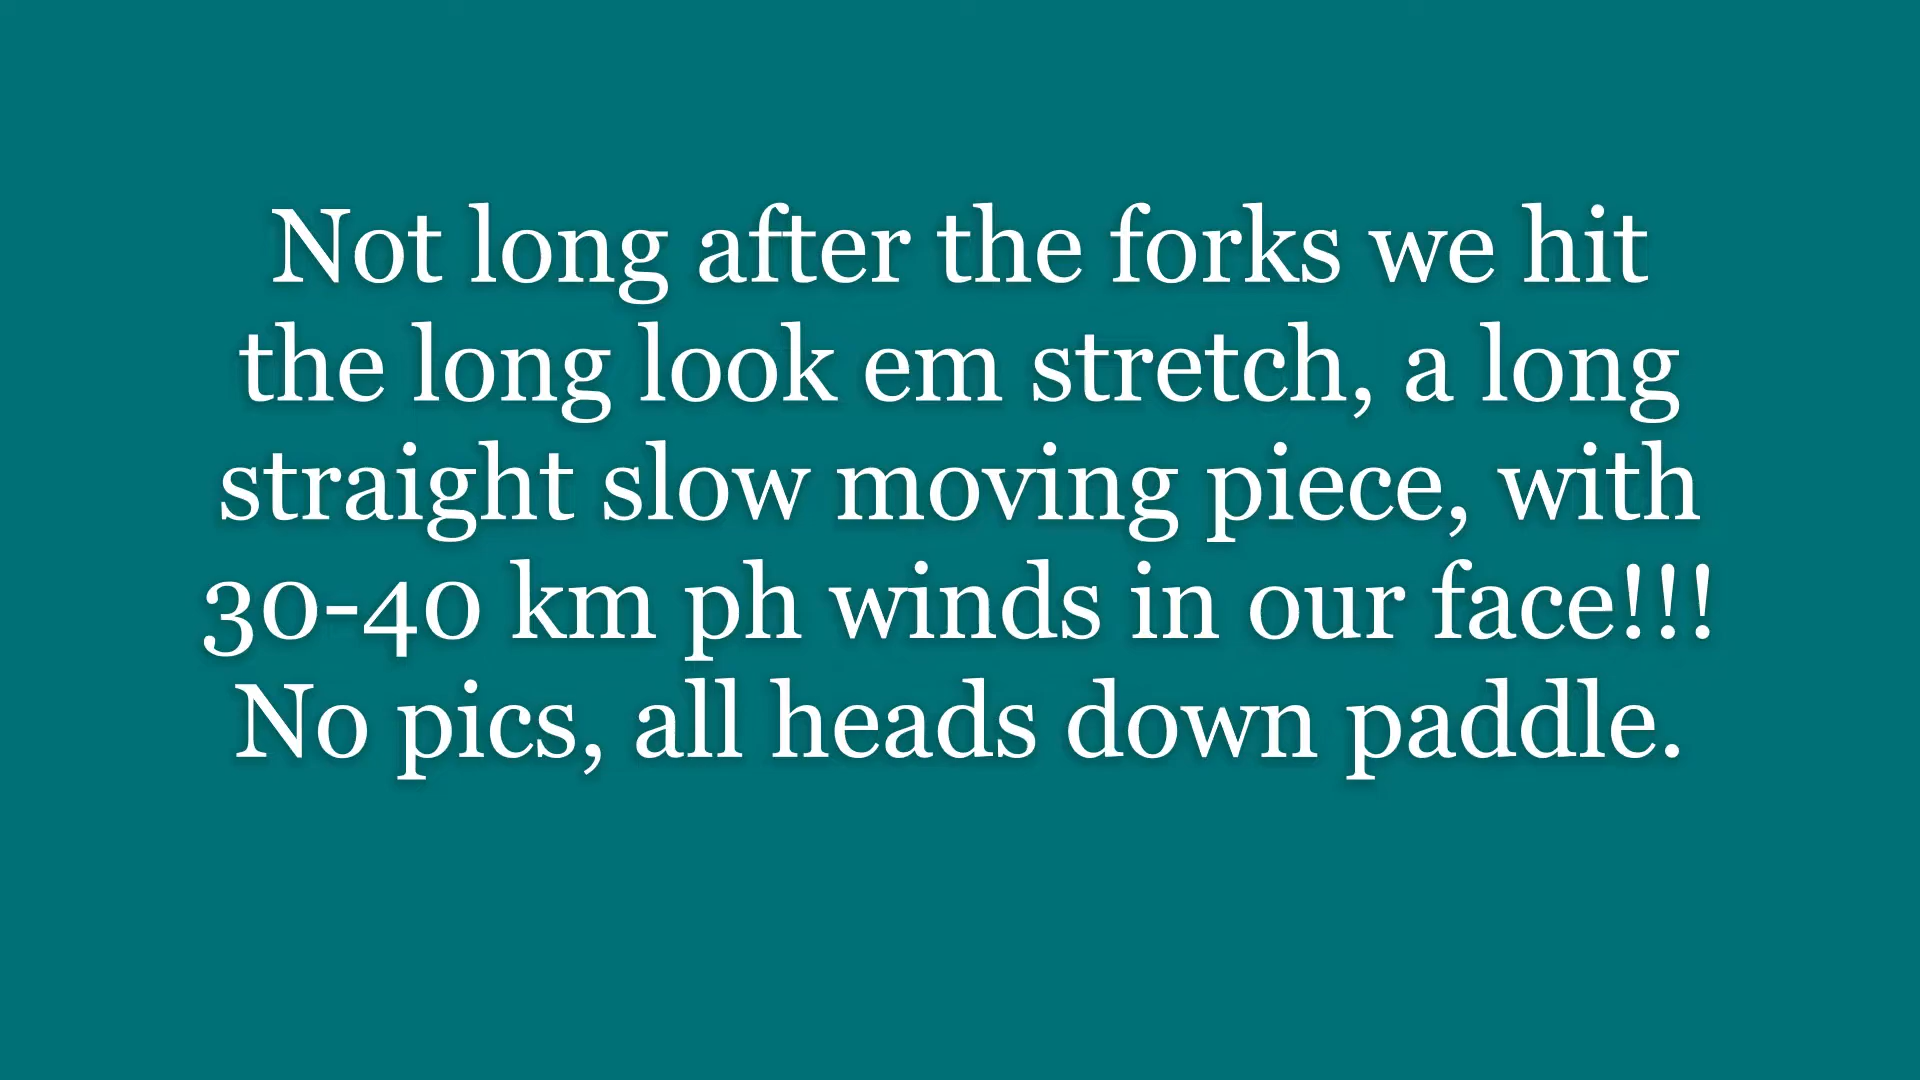 Not long after the forks we hit
the long look em stretch, a long
straight slow moving piece, with
30-40 km ph winds in our face!!!
No pics, all heads down paddle.